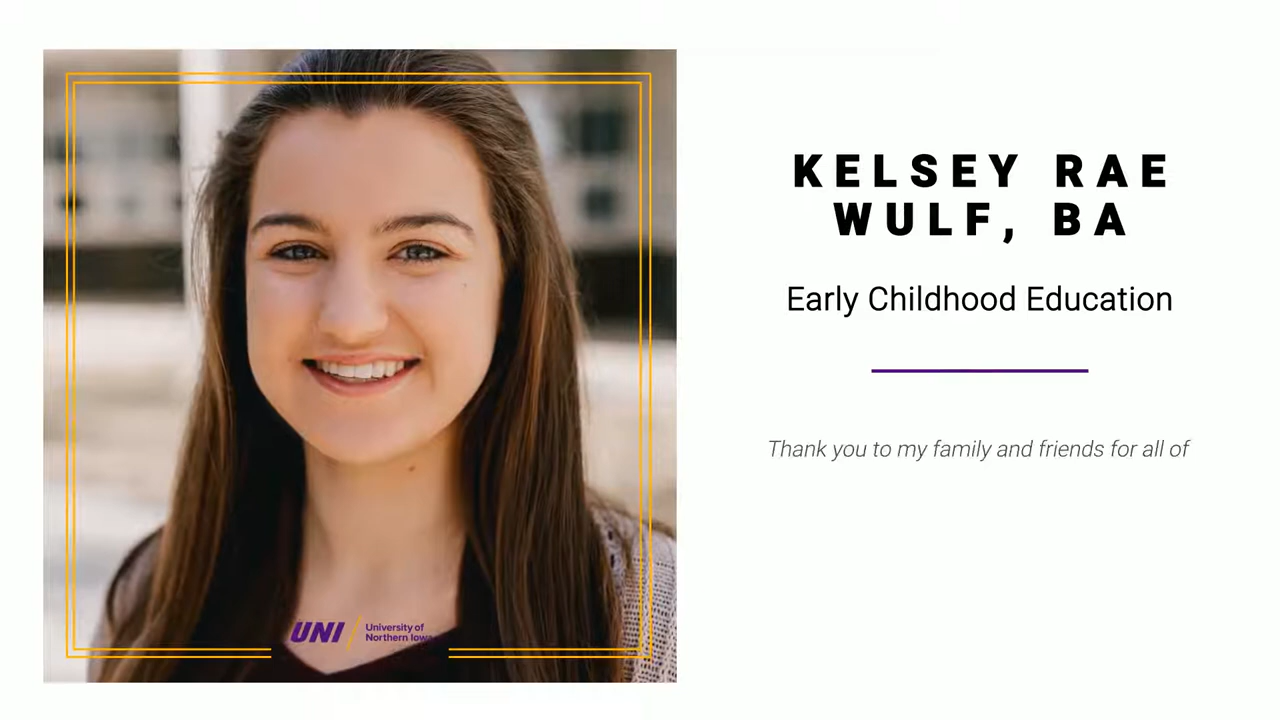 KELSEY RAE
WULF, BA
Early Childhood Education
Thank you to my family and friends for all of
UNI
University of
Northern Iowa